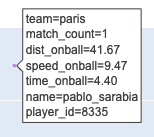 team=paris
match_count=1
dist_onball=41.67
speed_onball=9.47
time_onball=4.40
name=pablo_sarabia
player_id=8335